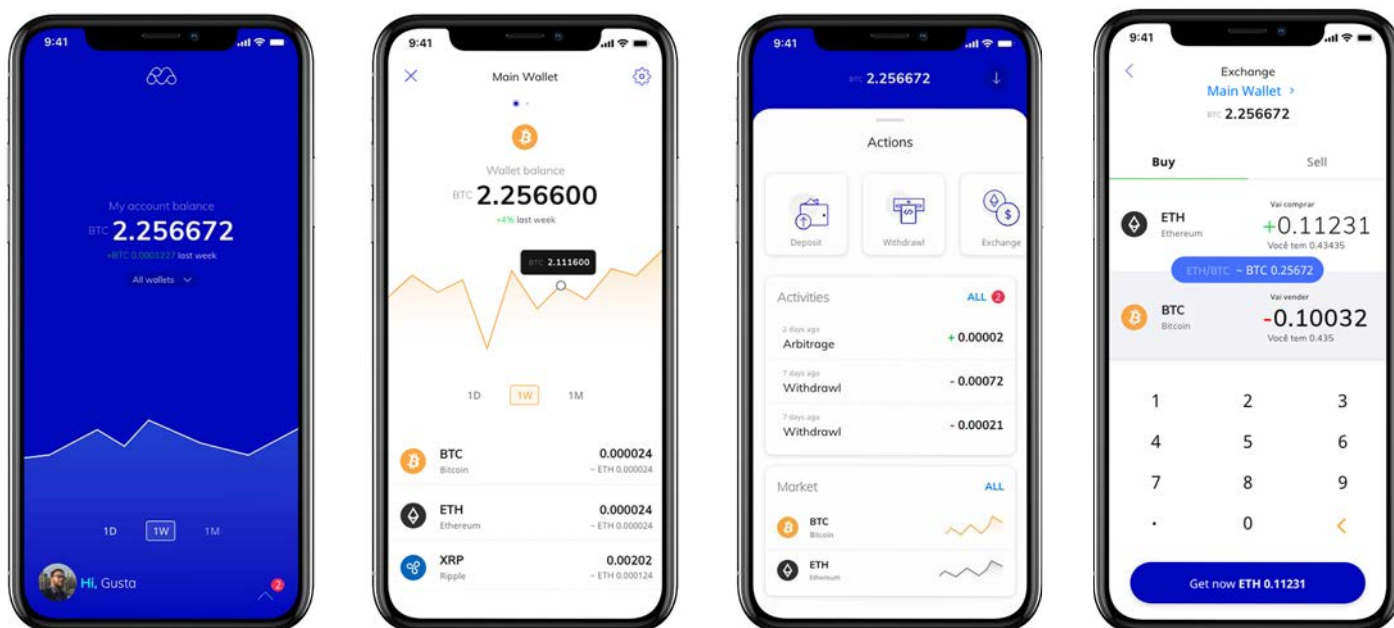 9:41
My account balance
BTC 2.256672
+BTC 0.0001227 last week
All wallets
1D 1W 1M
Hi, Gusta
2
9:41
Main Wallet
Wallet balance
BTC 2.256600
+4% last week
BTC 2.111600
1D 1W 1M
BTC 0.000024
Bitcoin ~ ETH 0.000024
ETH 0.000024
Ethereum ~ ETH 0.000024
XRP 0.00202
Ripple ~ ETH 0.000124
9:41
BTC 2.256672
Actions
Deposit Withdrawl Exchange
Activities ALL 2
2 days ago
Arbitrage + 0.00002
7 days ago
Withdrawl - 0.00072
7 days ago
Withdrawl - 0.00021
Market ALL
BTC
Bitcoin
ETH
Ethereum
9:41
Exchange
Main Wallet >
BTC 2.256672
Buy Sell
Vai comprar
ETH +0.11231
Ethereum Você tem 0.43435
ETH/BTC ~ BTC 0.25672
Vai vender
BTC -0.10032
Bitcoin Você tem 0.435
1 2 3
4 5 6
7 8 9
. 0 <
Get now ETH 0.11231